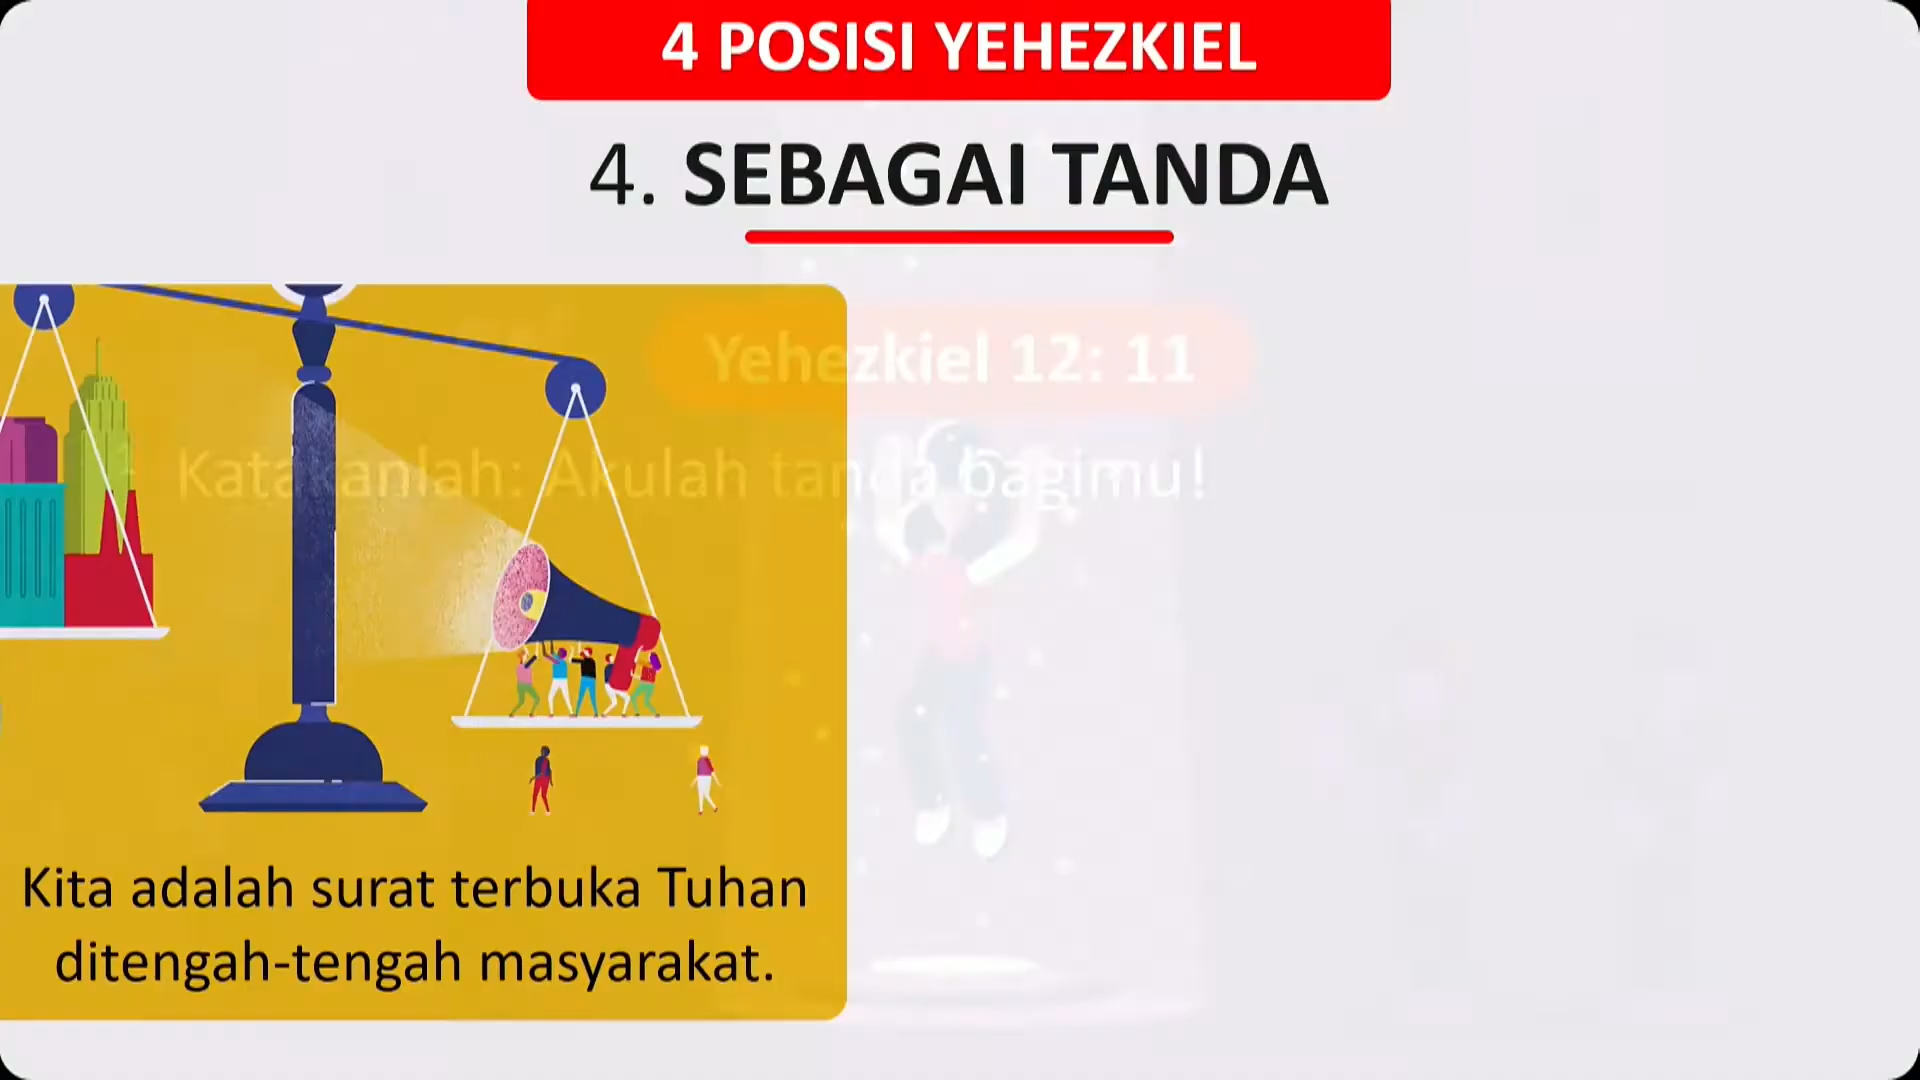 4 POSISI YEHEZKIEL
4. SEBAGAI TANDA
Yehezkiel 12: 11
Katakanlah: Akulah tanda bagimu!
Kita adalah surat terbuka Tuhan
ditengah-tengah masyarakat.